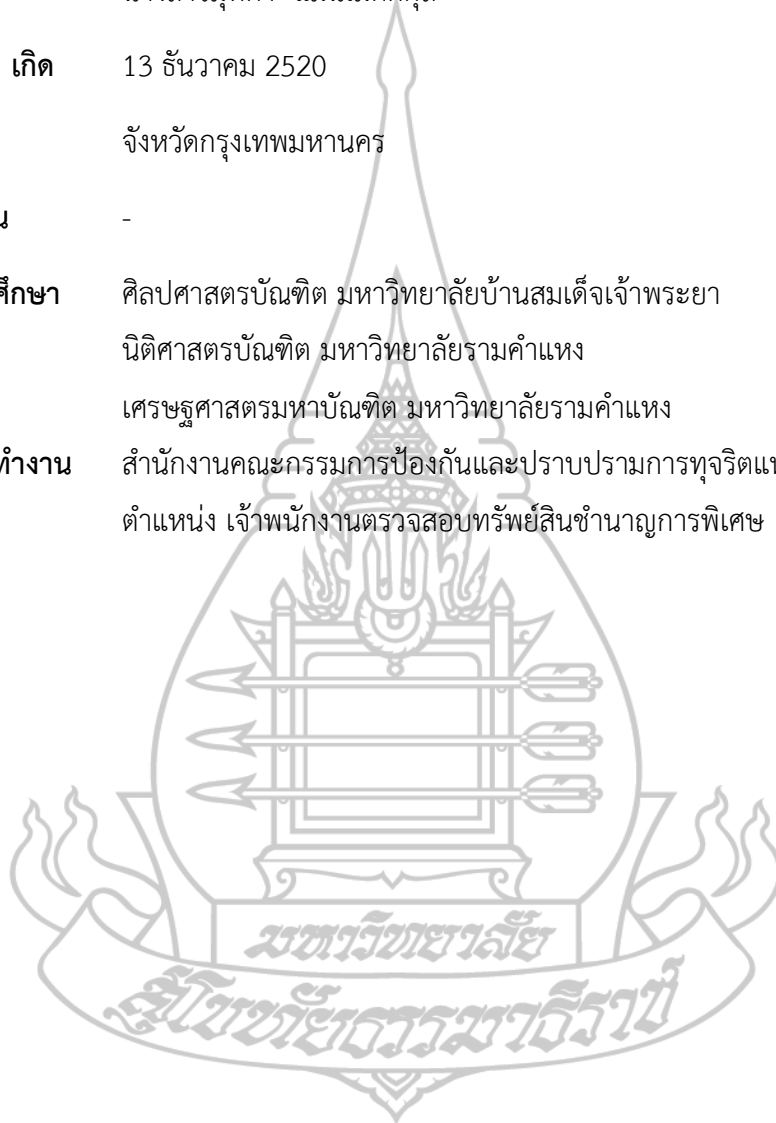 เกิด 13 ธันวาคม 2520
จังหวัดกรุงเทพมหานคร
น -
ศึกษา ศิลปศาสตรบัณฑิต มหาวิทยาลัยบ้านสมเด็จเจ้าพระยา
นิติศาสตรบัณฑิต มหาวิทยาลัยรามคำแหง
เศรษฐศาสตรมหาบัณฑิต มหาวิทยาลัยรามคำแหง
ทำงาน สำนักงานคณะกรรมการป้องกันและปราบปรามการทุจริตแห
ตำแหน่ง เจ้าพนักงานตรวจสอบทรัพย์สินชำนาญการพิเศษ
มหาวิทยาลัย
สุโขทัยธรรมาธิราช